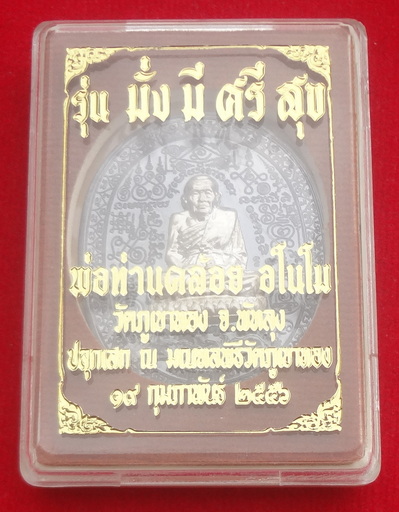 รุ่น มั่ง มี ศรี สุข
พ่อท่านคล้อย อโนโม
วัดภูเขาทอง จ.พัทลุง
ปลุกเสก ณ มณฑลพิธีวัดภูเขาทอง
๑๙ กุมภาพันธ์ ๒๕๕๖